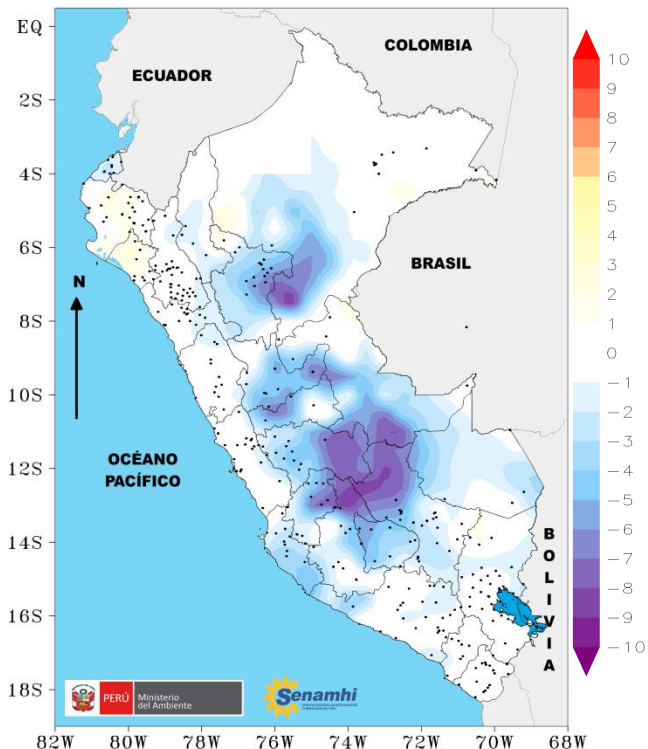 EQ
2S
4S
6S
8S
10S
12S
14S
16S
18S
82W 80W 78W 76W 74W 72W 70W 68W
COLOMBIA
ECUADOR
BRASIL
N
OCÉANO
PACÍFICO
BOLIVIA
10
9
8
7
6
5
4
3
2
1
0
−1
−2
−3
−4
−5
−6
−7
−8
−9
−10
PERÚ
Ministerio
del Ambiente
Senamhi